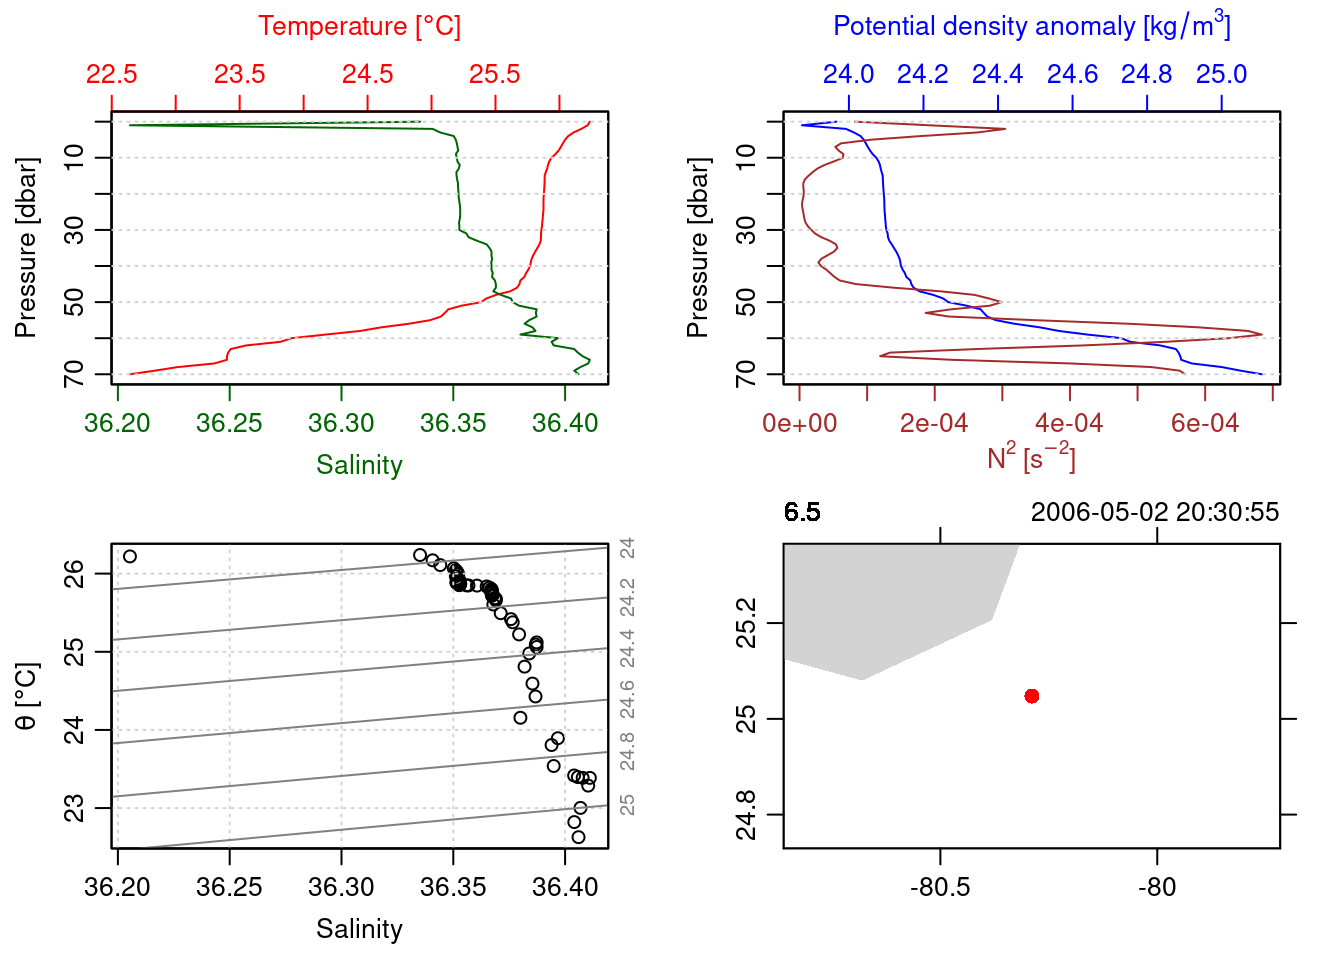 Temperature [°C]
22.5 23.5 24.5 25.5
Pressure [dbar]
10 30 50 70
36.20 36.25 36.30 36.35 36.40
Salinity
Potential density anomaly [kg/m³]
24.0 24.2 24.4 24.6 24.8 25.0
Pressure [dbar]
10 30 50 70
0e+00 2e-04 4e-04 6e-04
N² [s⁻²]
θ [°C]
26 25 24 23
24 24.2 24.4 24.6 24.8 25
36.20 36.25 36.30 36.35 36.40
Salinity
6.5 2006-05-02 20:30:55
25.2 25 24.8
-80.5 -80